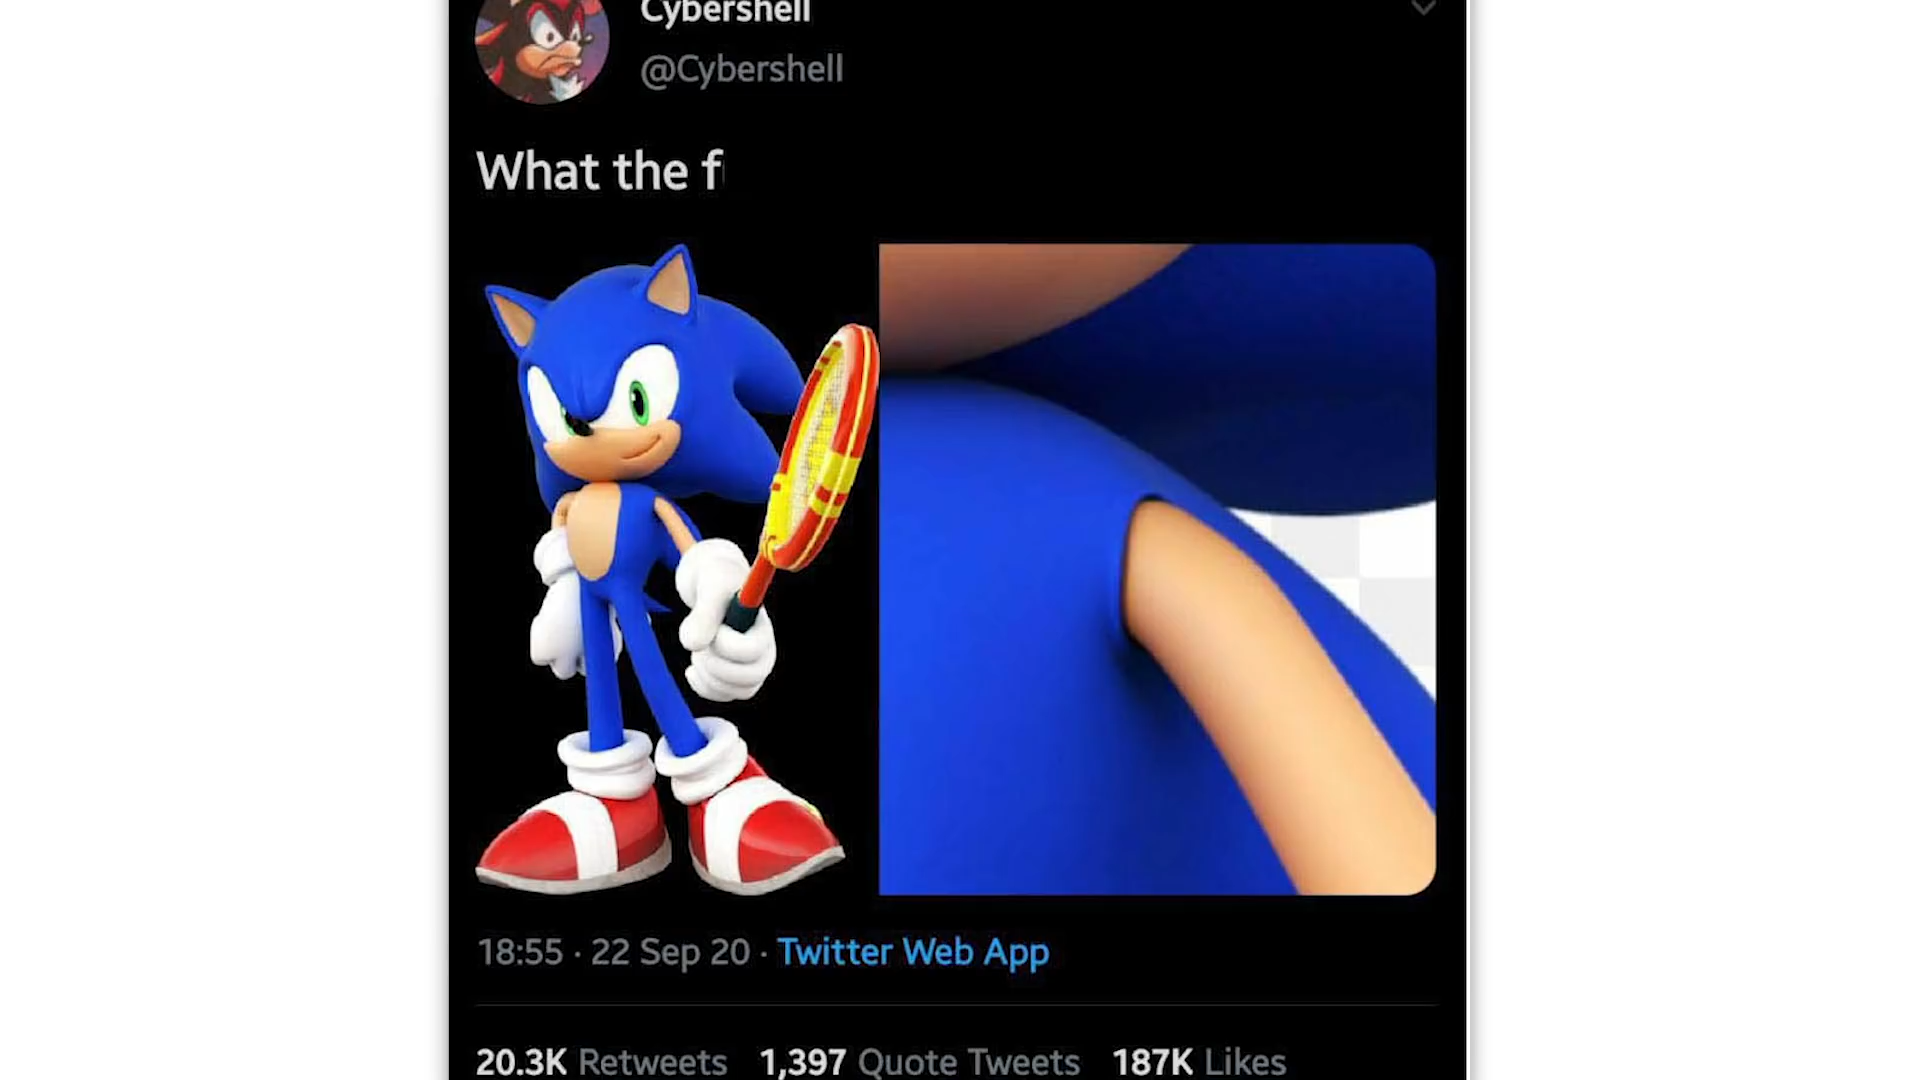 Cybershell
@Cybershell
What the f
18:55 · 22 Sep 20 · Twitter Web App
20.3K Retweets 1,397 Quote Tweets 187K Likes